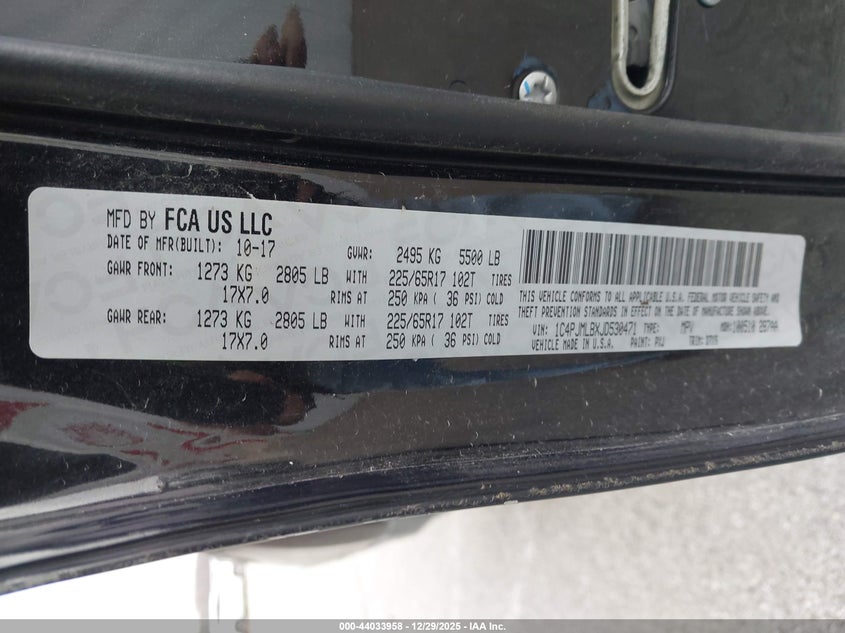 MFD BY FCA US LLC
DATE OF MFR(BUILT): 10-17 GVWR: 2495 KG 5500 LB
GAWR FRONT: 1273 KG 2805 LB WITH 225/65R17 102T TIRES
17X7.0 RIMS AT 250 KPA ( 36 PSI) COLD
GAWR REAR: 1273 KG 2805 LB WITH 225/65R17 102T TIRES
17X7.0 RIMS AT 250 KPA ( 36 PSI) COLD
THIS VEHICLE CONFORMS TO ALL APPLICABLE U.S.A. FEDERAL MOTOR VEHICLE SAFETY AND
THEFT PREVENTION STANDARDS IN EFFECT ON THE DATE OF MANUFACTURE SHOWN ABOVE.
VIN: 1C4PJMLBXJD530471 TYPE: MPV MDH:100510 287AA
VEHICLE MADE IN U.S.A. PAINT: PXJ TRIM:
000-44033958 - 12/29/2025 - IAA Inc.